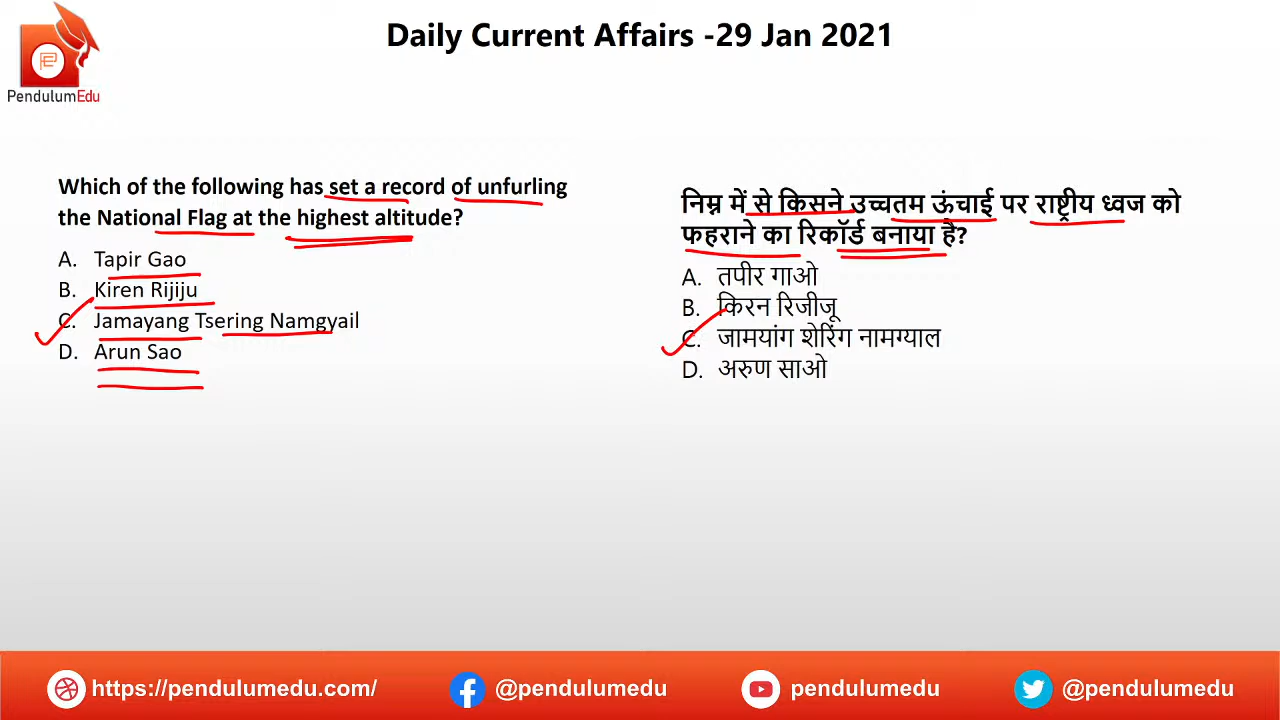 Daily Current Affairs -29 Jan 2021
PendulumEdu
Which of the following has set a record of unfurling
the National Flag at the highest altitude?
A. Tapir Gao
B. Kiren Rijiju
C. Jamayang Tsering Namgyail
D. Arun Sao
निम्न में से किसने उच्चतम ऊंचाई पर राष्ट्रीय ध्वज को
फहराने का रिकॉर्ड बनाया है?
A. तपीर गाओ
B. किरन रिजीजू
C. जामयांग शेरिंग नामग्याल
D. अरुण साओ
https://pendulumedu.com/
@pendulumedu
pendulumedu
@pendulumedu